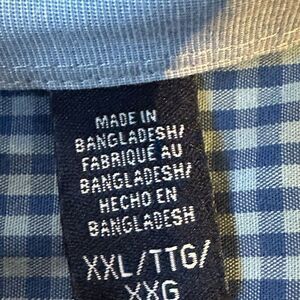 MADE IN
BANGLADESH/
FABRIQUÉ AU
BANGLADESH/
HECHO EN
BANGLADESH
XXL/TTG/
XXG